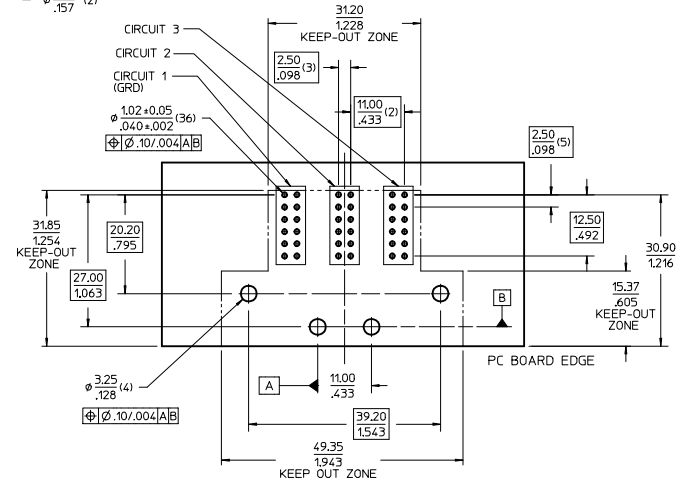 ø
.157 (2)
31.20
1.228
KEEP-OUT ZONE
CIRCUIT 3
CIRCUIT 2
CIRCUIT 1
(GRD)
2.50
.098 (3)
11.00
.433 (2)
ø 1.02±0.05
.040±.002 (36)
⌖ Ø.10/.004 A B
2.50
.098 (5)
31.85
1.254
KEEP-OUT
ZONE
20.20
.795
12.50
.492
30.90
1.216
27.00
1.063
15.37
.605
KEEP-OUT
ZONE
B
PC BOARD EDGE
ø 3.25
.128 (4)
⌖ Ø.10/.004 A B
A
11.00
.433
39.20
1.543
49.35
1.943
KEEP OUT ZONE